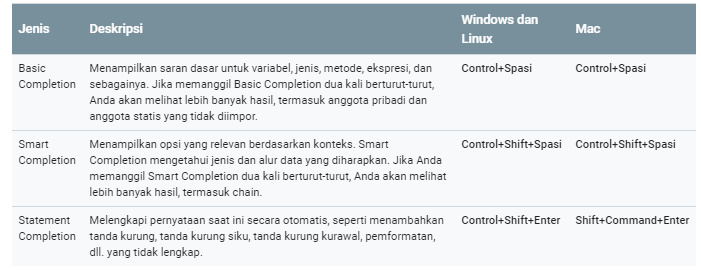 Jenis Deskripsi Windows dan Linux Mac
Basic Completion
Menampilkan saran dasar untuk variabel, jenis, metode, ekspresi, dan
sebagainya. Jika memanggil Basic Completion dua kali berturut-turut,
Anda akan melihat lebih banyak hasil, termasuk anggota pribadi dan
anggota statis yang tidak diimpor.
Control+Spasi
Control+Spasi
Smart Completion
Menampilkan opsi yang relevan berdasarkan konteks. Smart
Completion mengetahui jenis dan alur data yang diharapkan. Jika Anda
memanggil Smart Completion dua kali berturut-turut, Anda akan melihat
lebih banyak hasil, termasuk chain.
Control+Shift+Spasi
Control+Shift+Spasi
Statement Completion
Melengkapi pernyataan saat ini secara otomatis, seperti menambahkan
tanda kurung, tanda kurung siku, tanda kurung kurawal, pemformatan,
dll. yang tidak lengkap.
Control+Shift+Enter
Shift+Command+Enter